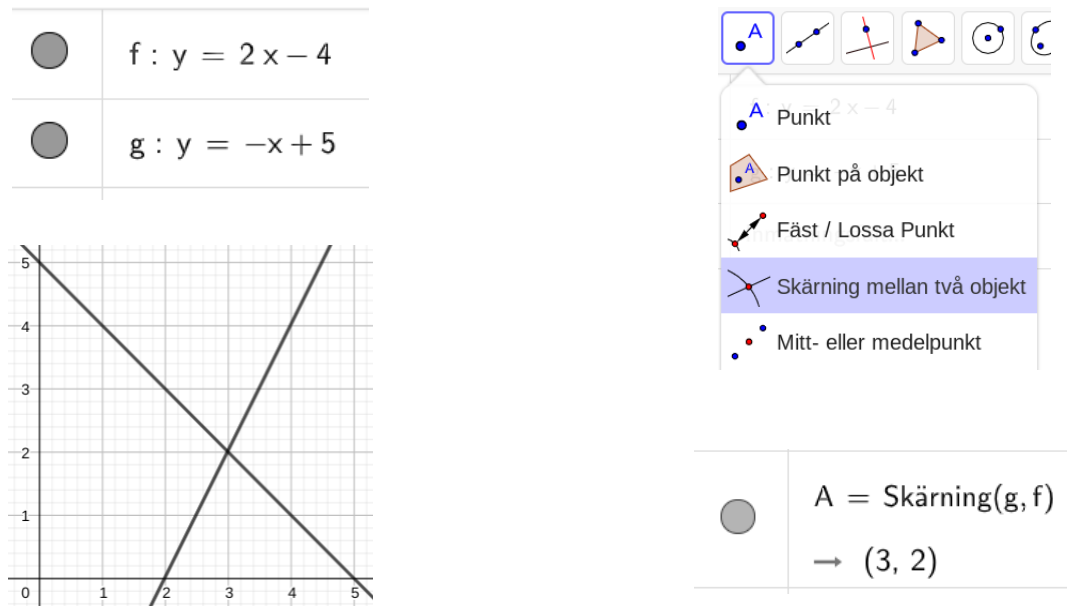 f : y = 2 x − 4
g : y = −x + 5
5
4
3
2
1
0 1 2 3 4 5
A
Punkt
A
Punkt på objekt
A
Fäst / Lossa Punkt
Skärning mellan två objekt
Mitt- eller medelpunkt
A = Skärning(g, f)
→ (3, 2)